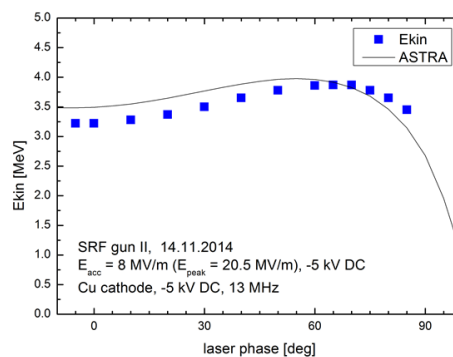 5.0
4.5
4.0
3.5
3.0
2.5
2.0
1.5
1.0
0.5
0.0
Ekin [MeV]
Ekin
ASTRA
SRF gun II, 14.11.2014
E_acc = 8 MV/m (E_peak = 20.5 MV/m), -5 kV DC
Cu cathode, -5 kV DC, 13 MHz
0 30 60 90
laser phase [deg]